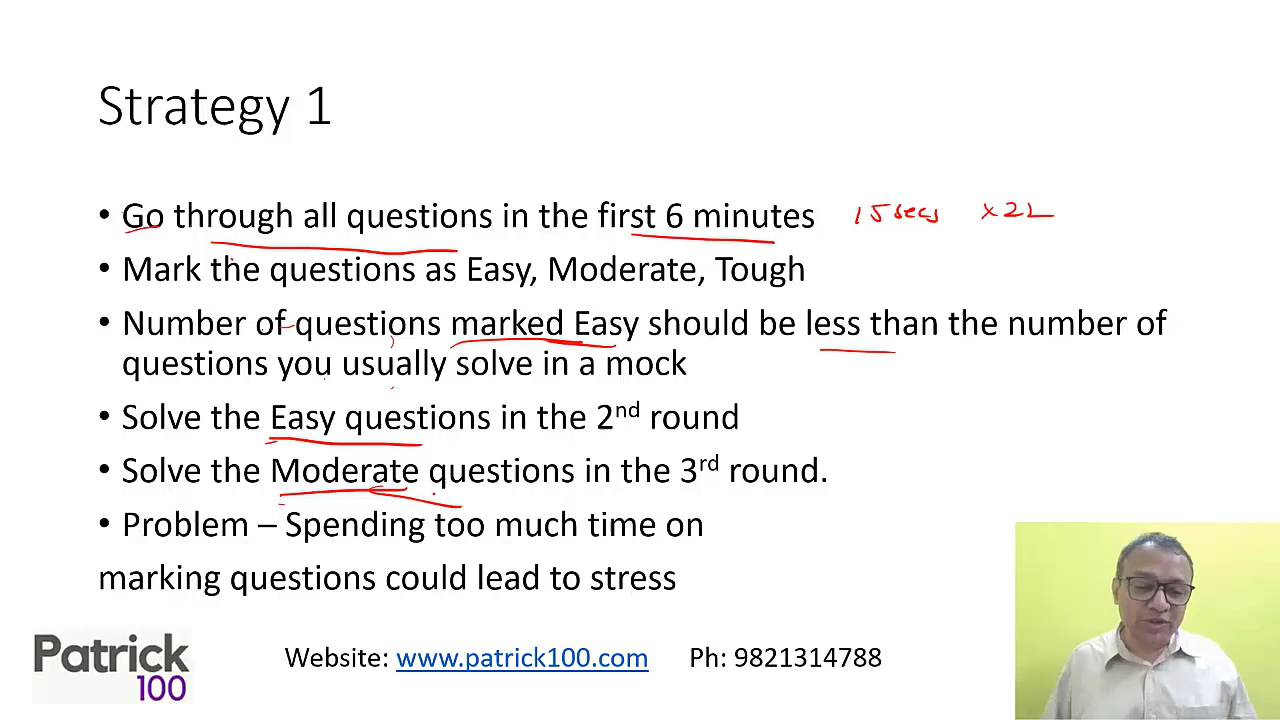 Strategy 1
• Go through all questions in the first 6 minutes 15 secs x 22
• Mark the questions as Easy, Moderate, Tough
• Number of questions marked Easy should be less than the number of
questions you usually solve in a mock
• Solve the Easy questions in the 2nd round
• Solve the Moderate questions in the 3rd round.
• Problem – Spending too much time on
marking questions could lead to stress
Patrick
100
Website: www.patrick100.com Ph: 9821314788